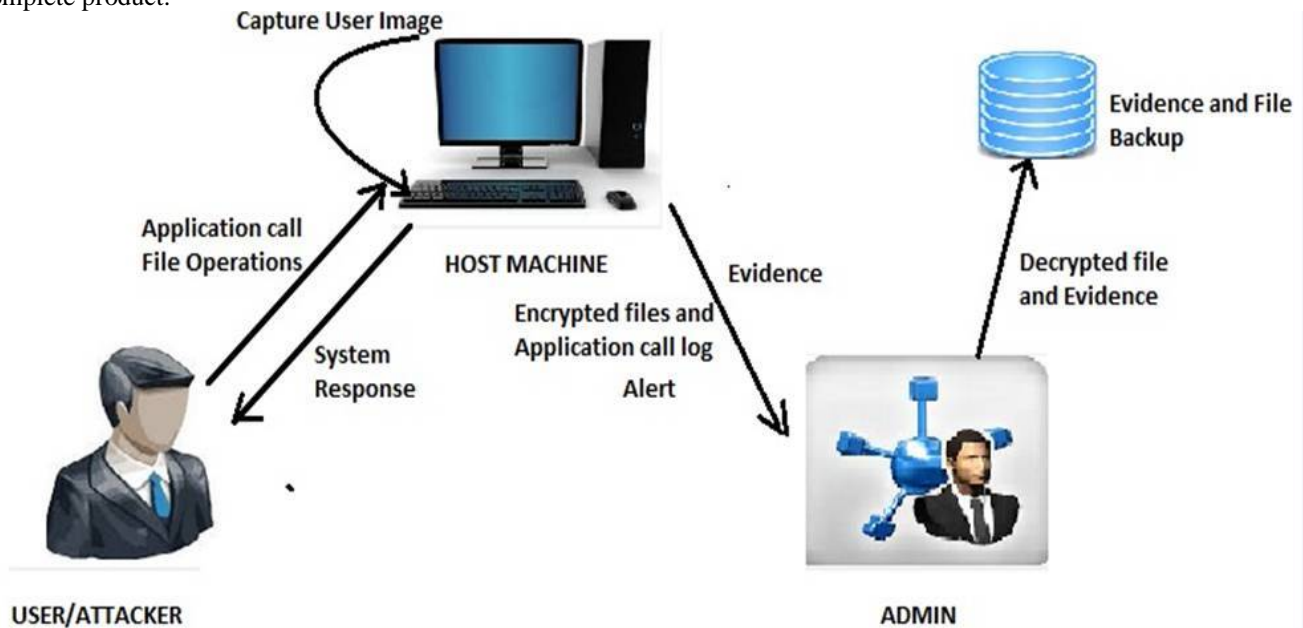 product.
Capture User Image
Evidence and File
Backup
Application call
File Operations
HOST MACHINE
Evidence
Decrypted file
and Evidence
Encrypted files and
Application call log
Alert
System
Response
USER/ATTACKER
ADMIN